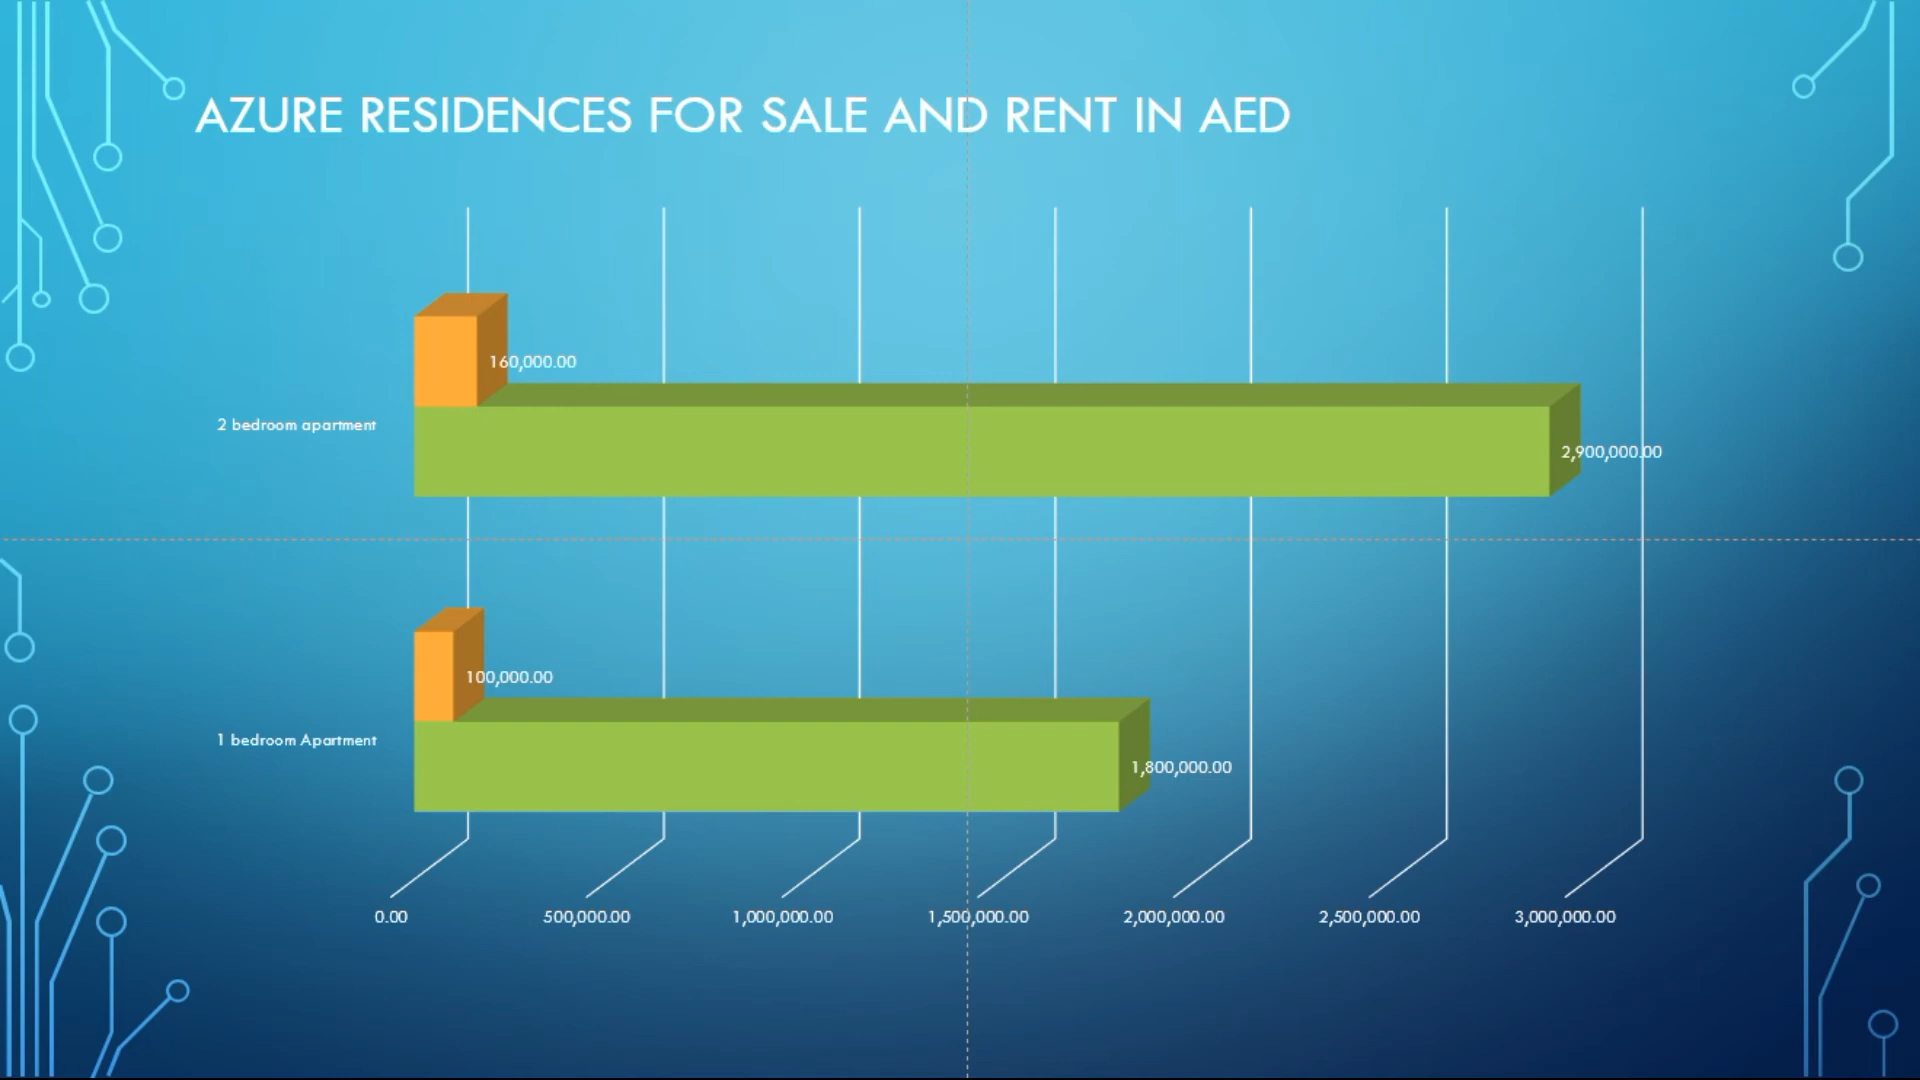 AZURE RESIDENCES FOR SALE AND RENT IN AED
160,000.00
2 bedroom apartment
2,900,000.00
100,000.00
1 bedroom Apartment
1,800,000.00
0.00 500,000.00 1,000,000.00 1,500,000.00 2,000,000.00 2,500,000.00 3,000,000.00